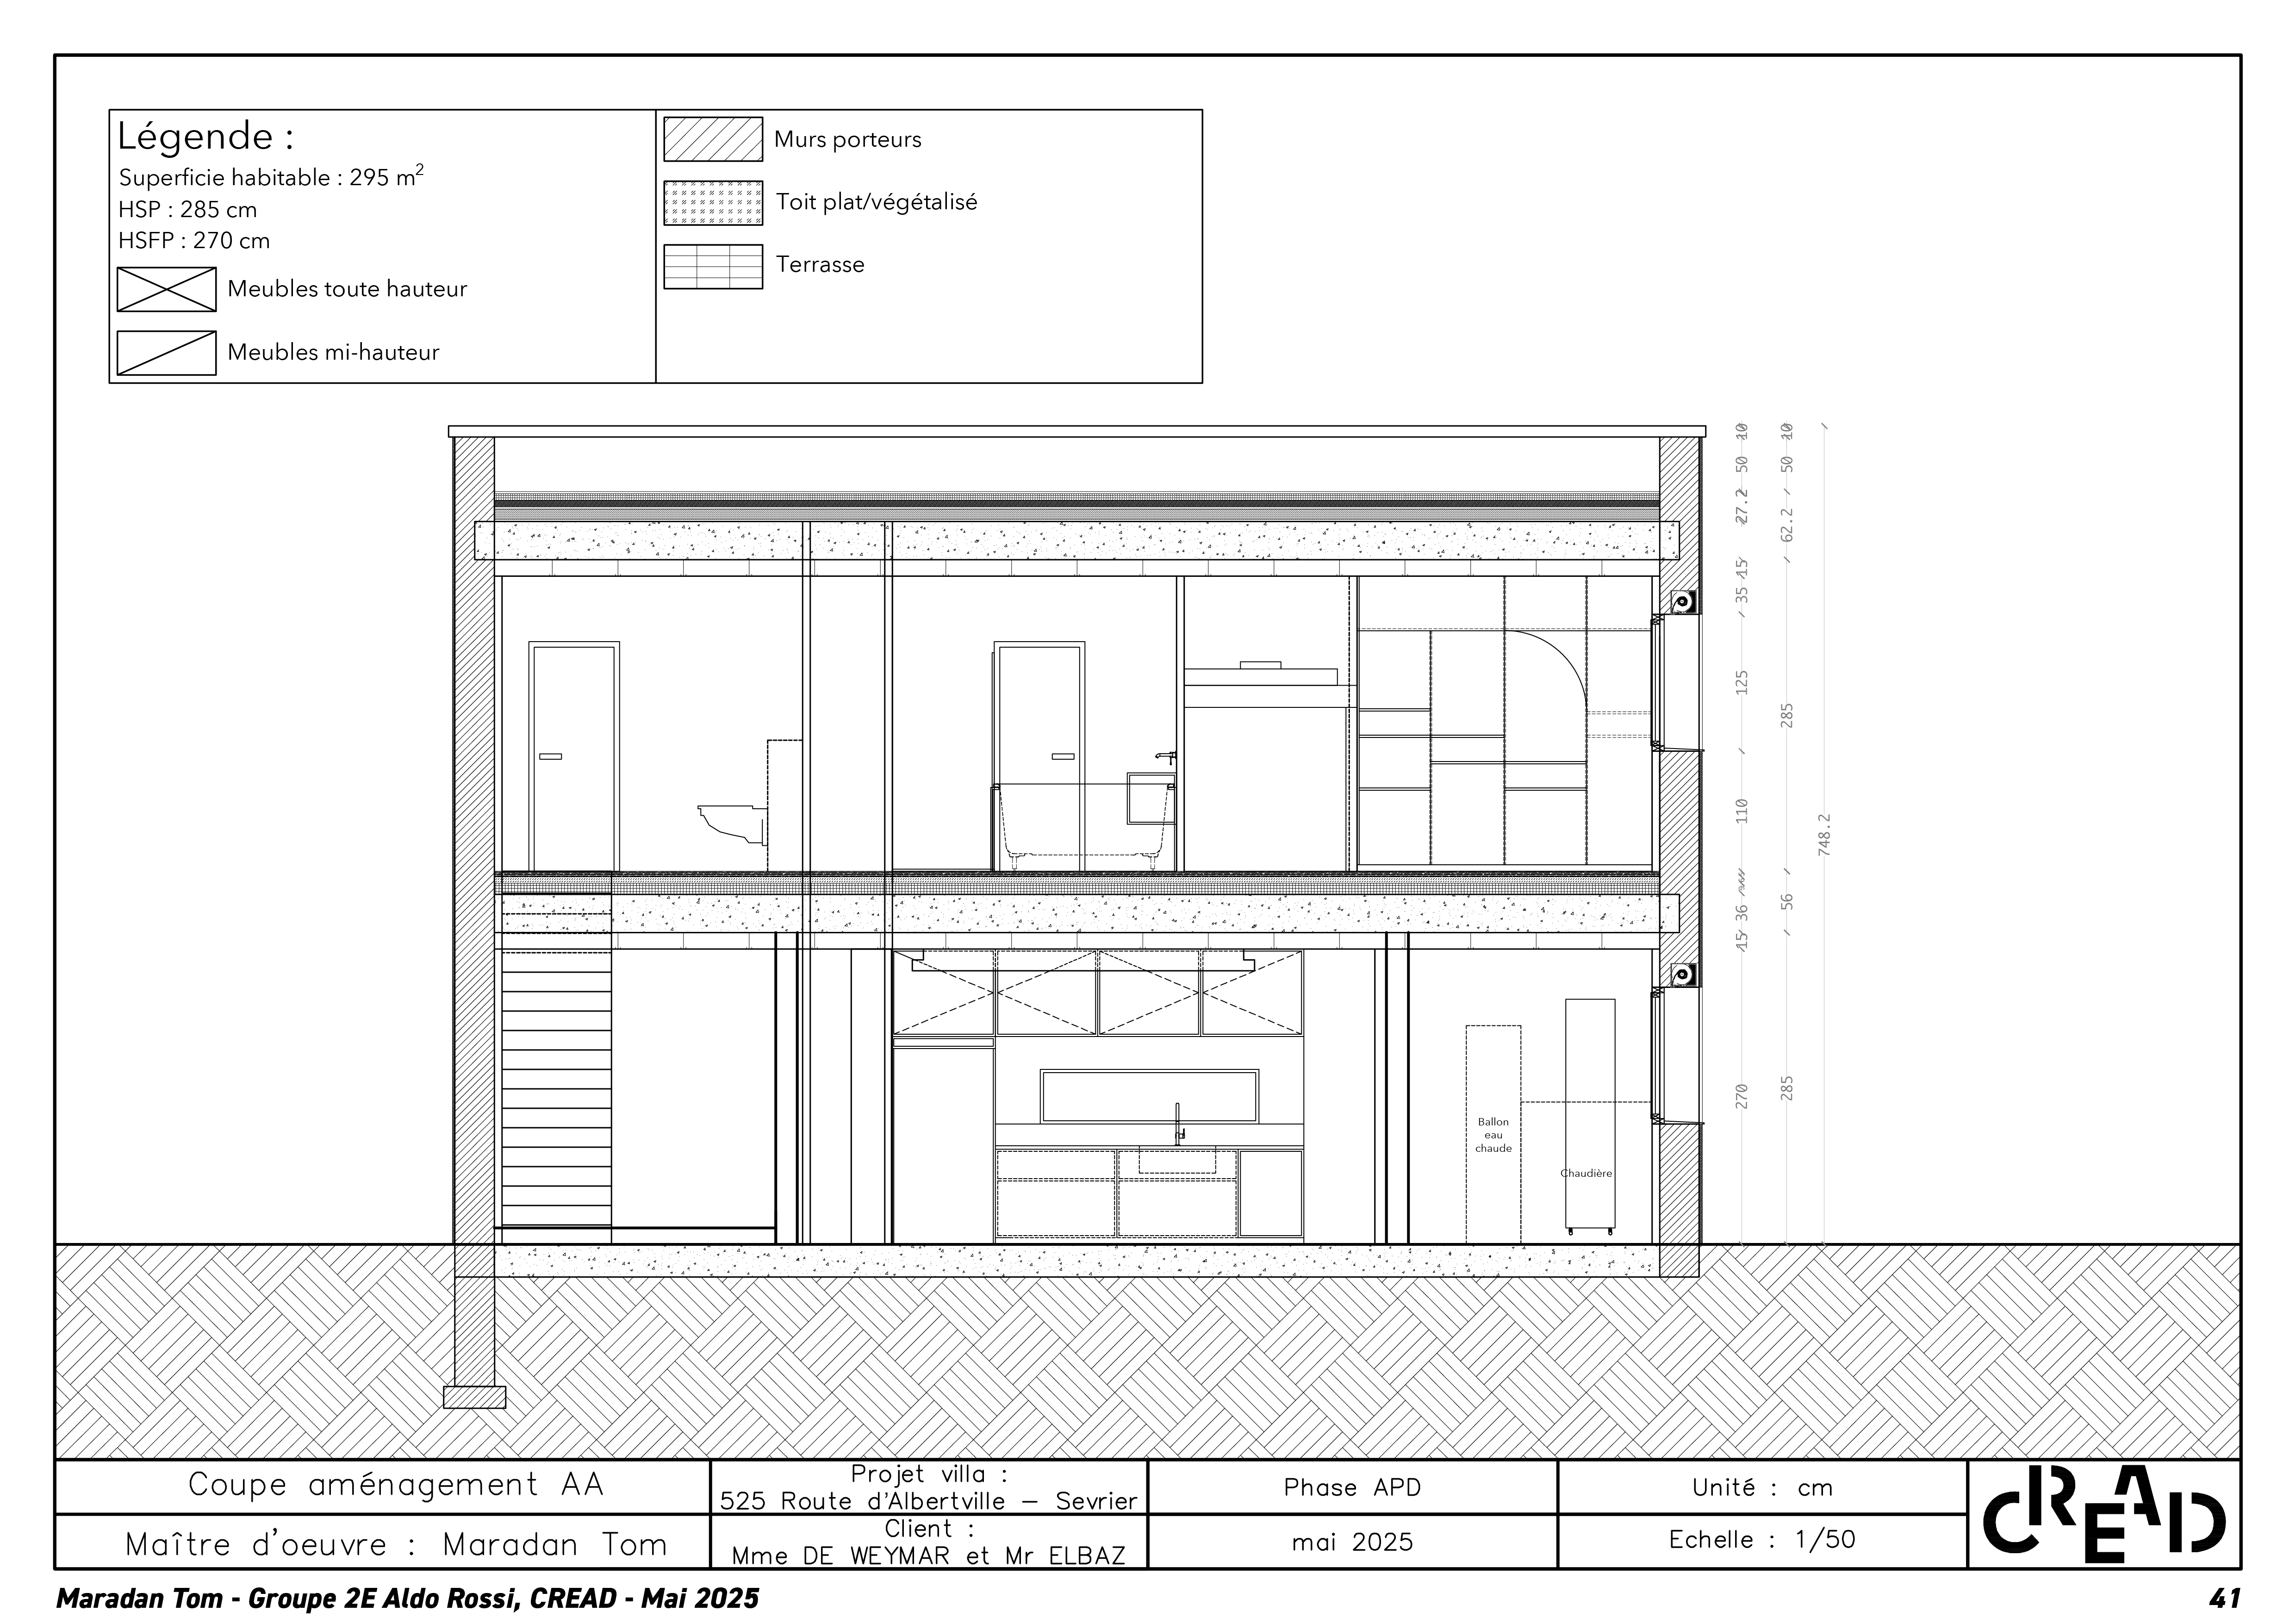 Légende :
Superficie habitable : 295 m²
HSP : 285 cm
HSFP : 270 cm
Meubles toute hauteur
Meubles mi-hauteur
Murs porteurs
Toit plat/végétalisé
Terrasse
10
50
27.2
15
35
125
110
36
15
270
10
50
62.2
285
56
285
748.2
Ballon
eau
chaude
Chaudière
Coupe aménagement AA
Maître d'oeuvre : Maradan Tom
Projet villa :
525 Route d'Albertville – Sevrier
Client :
Mme DE WEYMAR et Mr ELBAZ
Phase APD
mai 2025
Unité : cm
Echelle : 1/50
CREAD
Maradan Tom - Groupe 2E Aldo Rossi, CREAD - Mai 2025
41